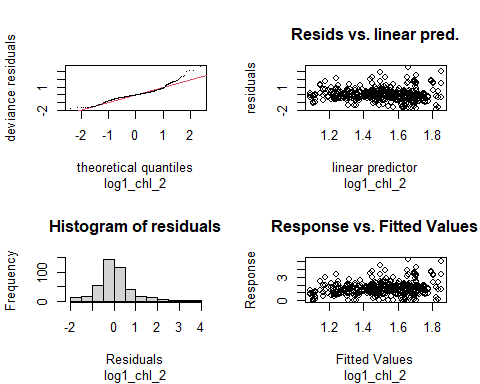 deviance residuals
-2 1
-2 -1 0 1 2
theoretical quantiles
log1_chl_2
Resids vs. linear pred.
residuals
-2 1
1.2 1.4 1.6 1.8
linear predictor
log1_chl_2
Histogram of residuals
Frequency
0 100
-2 0 1 2 3 4
Residuals
log1_chl_2
Response vs. Fitted Values
Response
0 3
1.2 1.4 1.6 1.8
Fitted Values
log1_chl_2